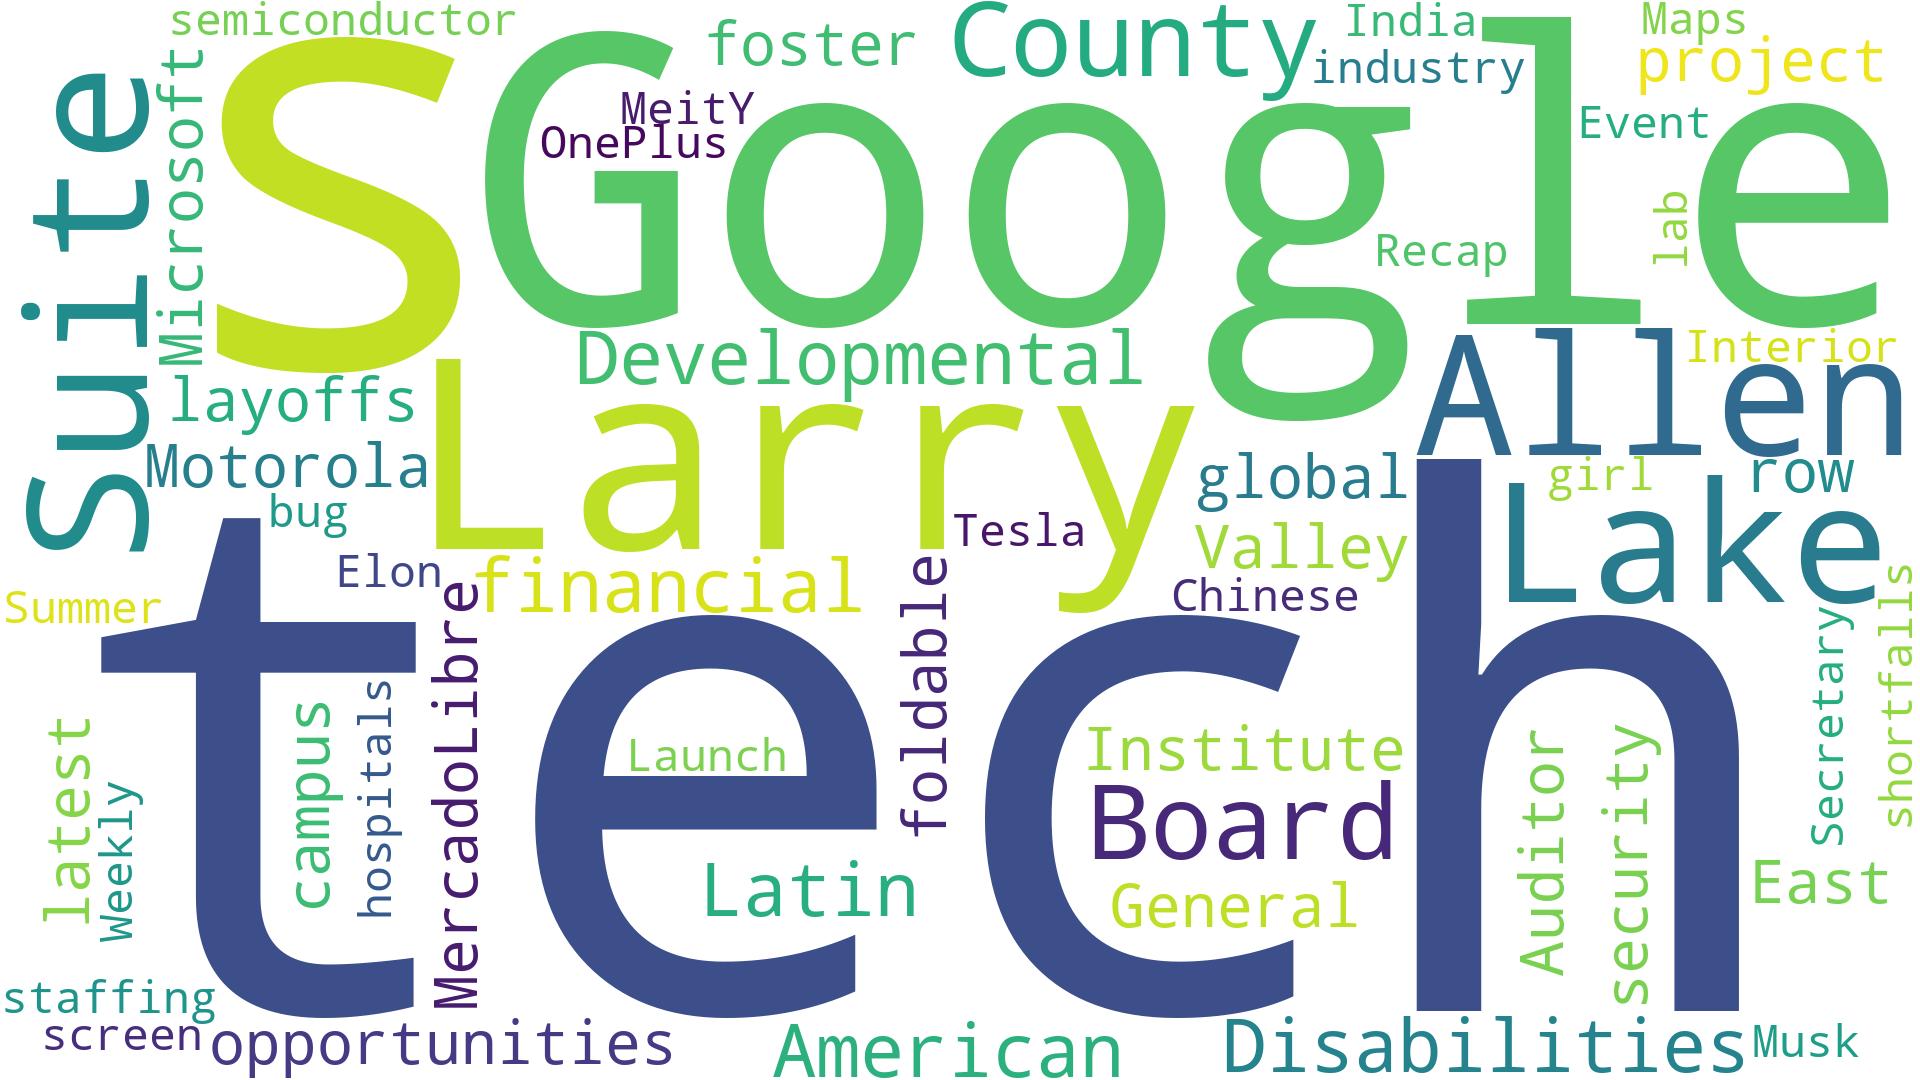 semiconductor
foster
County
India
Maps
industry
project
Suite
Microsoft
S
Google
MeitY
OnePlus
Event
lab
Recap
Developmental
Allen
Interior
layoffs
Larry
Motorola
global
girl
row
bug
Lake
Tesla
Valley
Elon
financial
Chinese
Summer
tech
MercadoLibre
foldable
Secretary
shortfalls
latest
Weekly
campus
hospitals
Launch
Institute
Board
Auditor
security
Latin
General
East
staffing
screen
opportunities
American
Disabilities
Musk